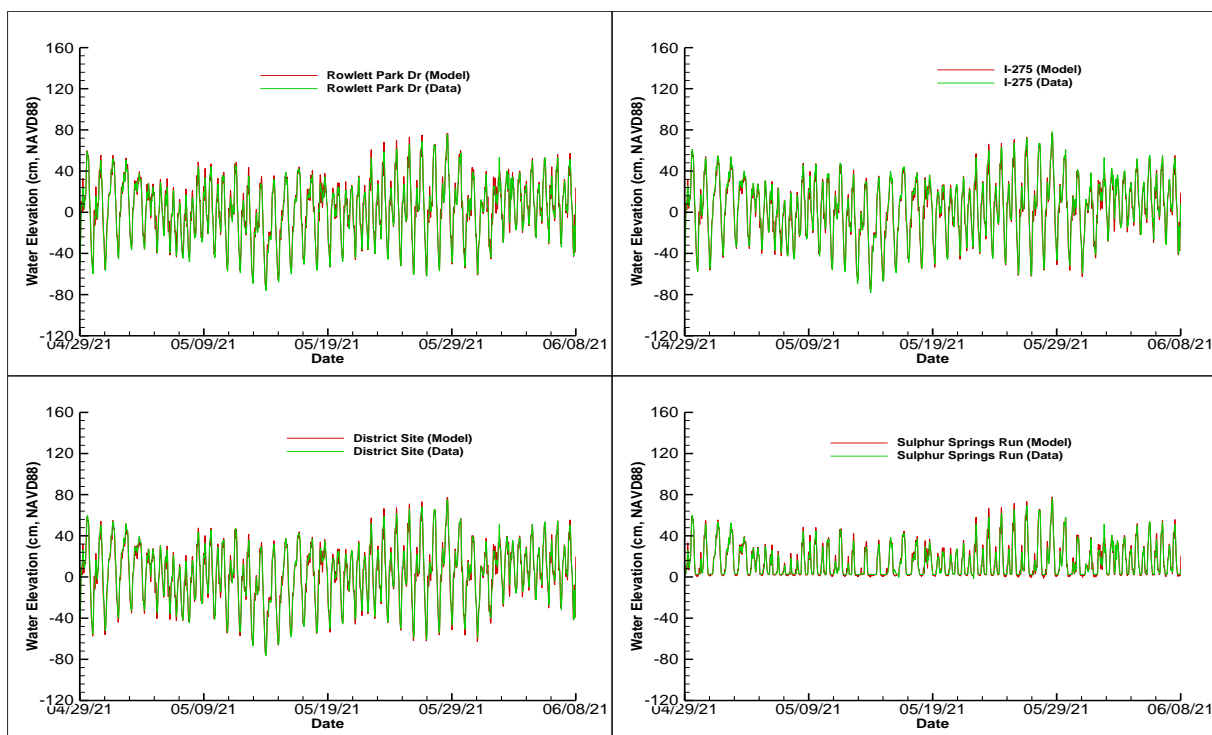 160
120
80
40
0
-40
-80
-120
Water Elevation (cm, NAVD88)
Rowlett Park Dr (Model)
Rowlett Park Dr (Data)
04/29/21 05/09/21 05/19/21 05/29/21 06/08/21
Date
160
120
80
40
0
-40
-80
-120
Water Elevation (cm, NAVD88)
I-275 (Model)
I-275 (Data)
04/29/21 05/09/21 05/19/21 05/29/21 06/08/21
Date
160
120
80
40
0
-40
-80
-120
Water Elevation (cm, NAVD88)
District Site (Model)
District Site (Data)
04/29/21 05/09/21 05/19/21 05/29/21 06/08/21
Date
160
120
80
40
0
-40
-80
-120
Water Elevation (cm, NAVD88)
Sulphur Springs Run (Model)
Sulphur Springs Run (Data)
04/29/21 05/09/21 05/19/21 05/29/21 06/08/21
Date